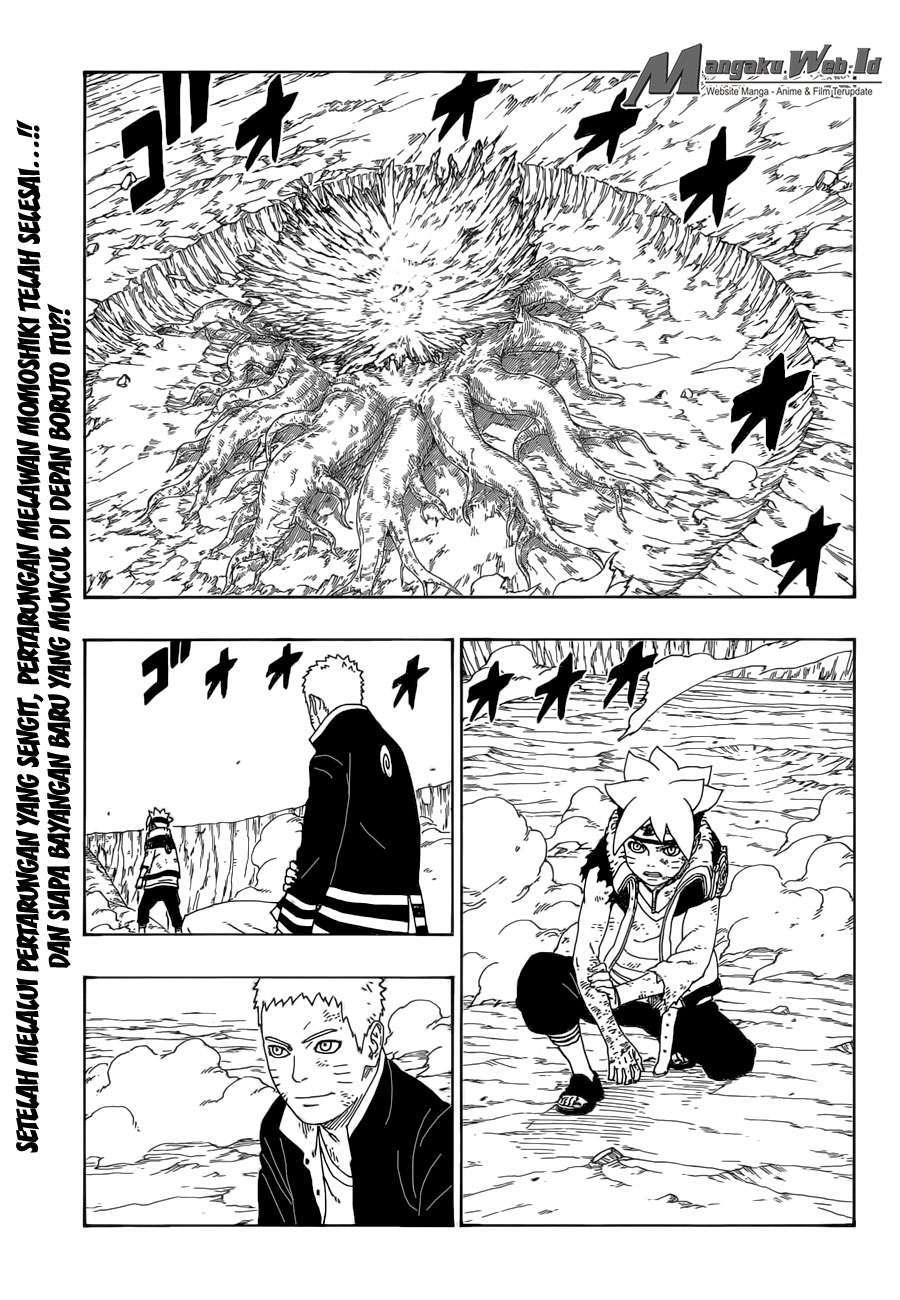 Mangaku.Web.Id
Website Manga - Anime & Film Terupdate
SETELAH MELALUI PERTARUNGAN YANG SENGIT, PERTARUNGAN MELAWAN MOMOSHIKI TELAH SELESAI...!!
DAN SIAPA BAYANGAN BARU YANG MUNCUL DI DEPAN BORUTO ITU?!
ゴオオオオオオ
ゴオオオ
オオオ